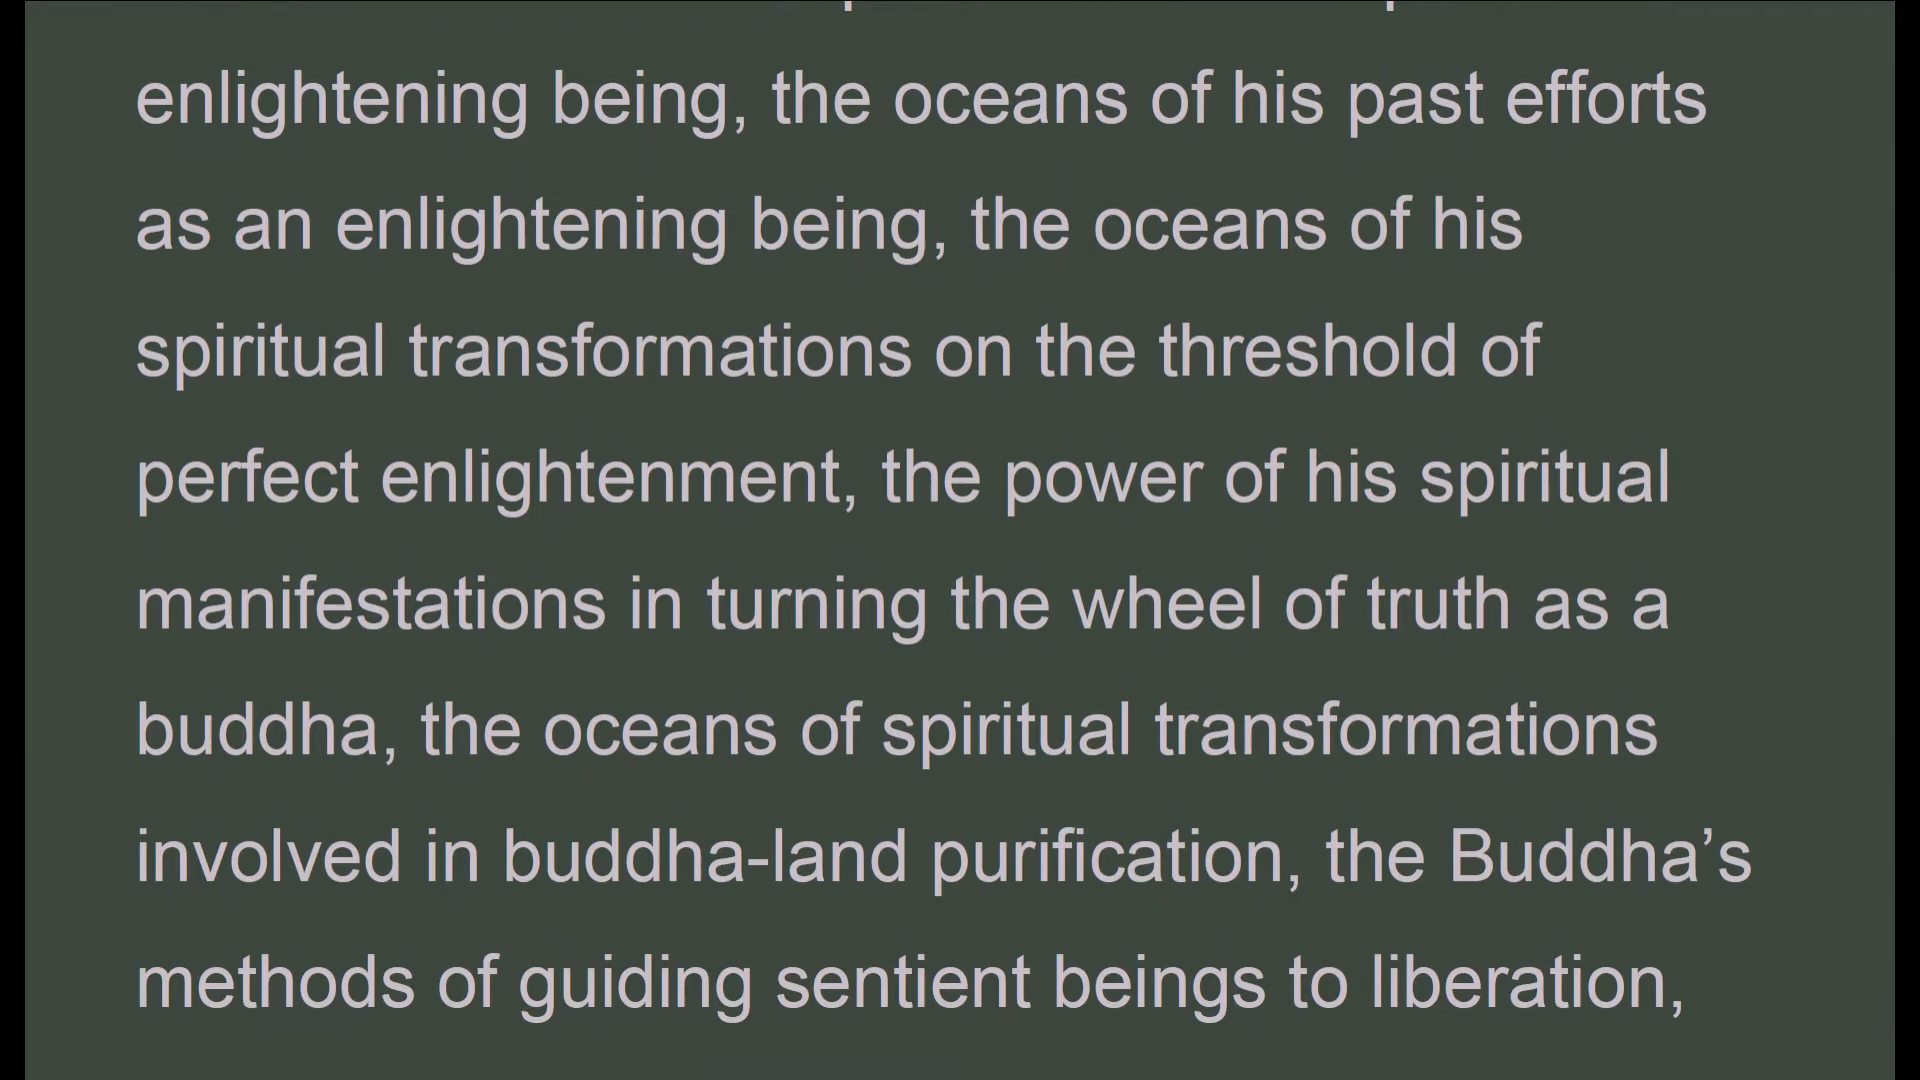 enlightening being, the oceans of his past efforts
as an enlightening being, the oceans of his
spiritual transformations on the threshold of
perfect enlightenment, the power of his spiritual
manifestations in turning the wheel of truth as a
buddha, the oceans of spiritual transformations
involved in buddha-land purification, the Buddha’s
methods of guiding sentient beings to liberation,